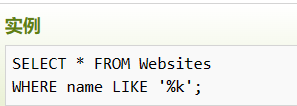 实例
SELECT * FROM Websites
WHERE name LIKE '%k';